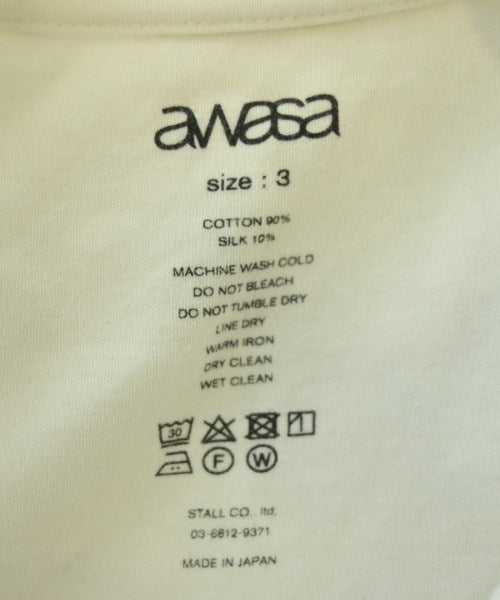 awasa
size : 3
COTTON 90%
SILK 10%
MACHINE WASH COLD
DO NOT BLEACH
DO NOT TUMBLE DRY
LINE DRY
WARM IRON
DRY CLEAN
WET CLEAN
30
F W
STALL CO., ltd.
03-6812-9371
MADE IN JAPAN